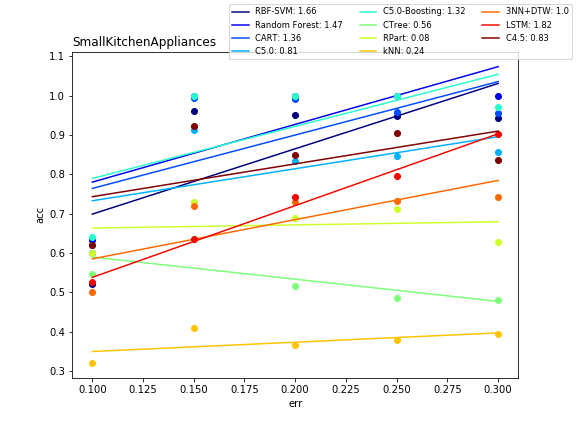 RBF-SVM: 1.66
Random Forest: 1.47
CART: 1.36
C5.0: 0.81
C5.0-Boosting: 1.32
CTree: 0.56
RPart: 0.08
kNN: 0.24
3NN+DTW: 1.0
LSTM: 1.82
C4.5: 0.83
SmallKitchenAppliances
1.1
1.0
0.9
0.8
0.7
0.6
0.5
0.4
0.3
acc
0.100 0.125 0.150 0.175 0.200 0.225 0.250 0.275 0.300
err